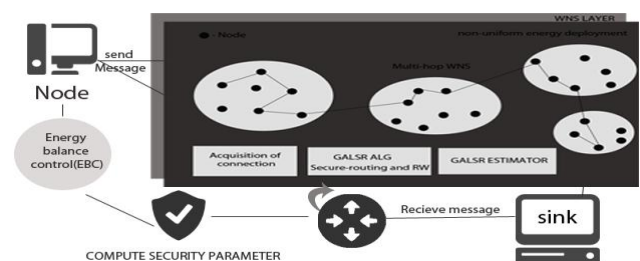 WNS LAYER
- Node
non-uniform energy deployment
send
Message
Multi-hop WNS
Node
Energy
balance
control(EBC)
Acquisition of
connection
GALSR ALG
Secure-routing and RW
GALSR ESTIMATOR
Recieve message
sink
COMPUTE SECURITY PARAMETER